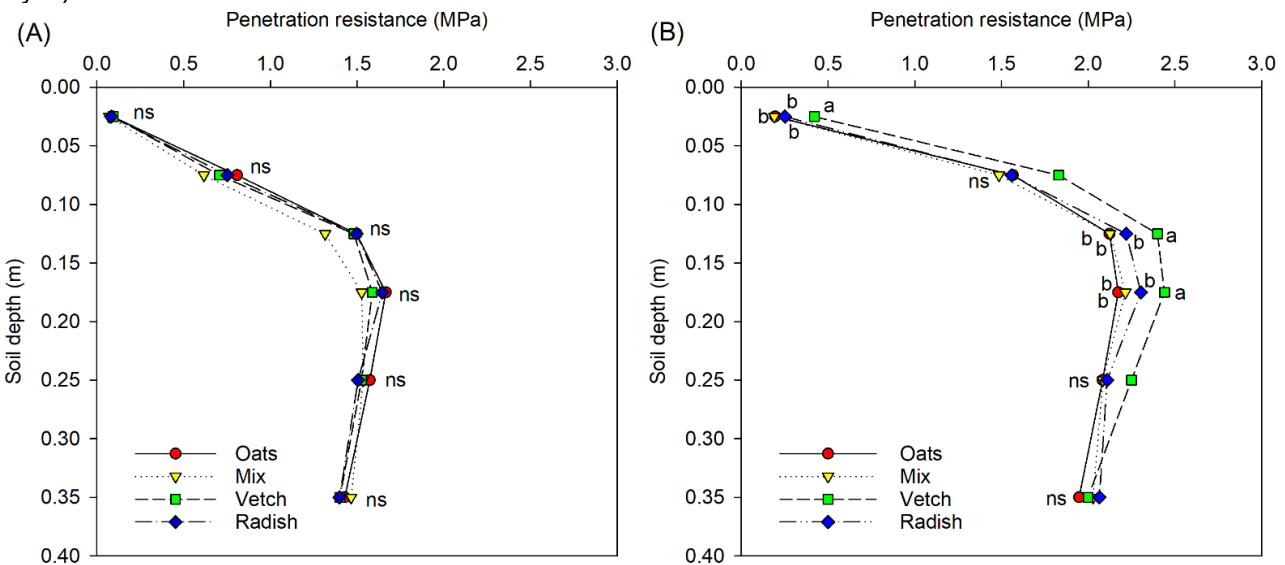 Penetration resistance (MPa)
(A)
0.0 0.5 1.0 1.5 2.0 2.5 3.0
0.00
0.05
0.10
0.15
0.20
0.25
0.30
0.35
0.40
Soil depth (m)
ns
ns
ns
ns
ns
ns
Oats
Mix
Vetch
Radish
Penetration resistance (MPa)
(B)
0.0 0.5 1.0 1.5 2.0 2.5 3.0
0.00
0.05
0.10
0.15
0.20
0.25
0.30
0.35
0.40
Soil depth (m)
b a
b
b
ns
b b a
b
b b a
b
ns
ns
Oats
Mix
Vetch
Radish